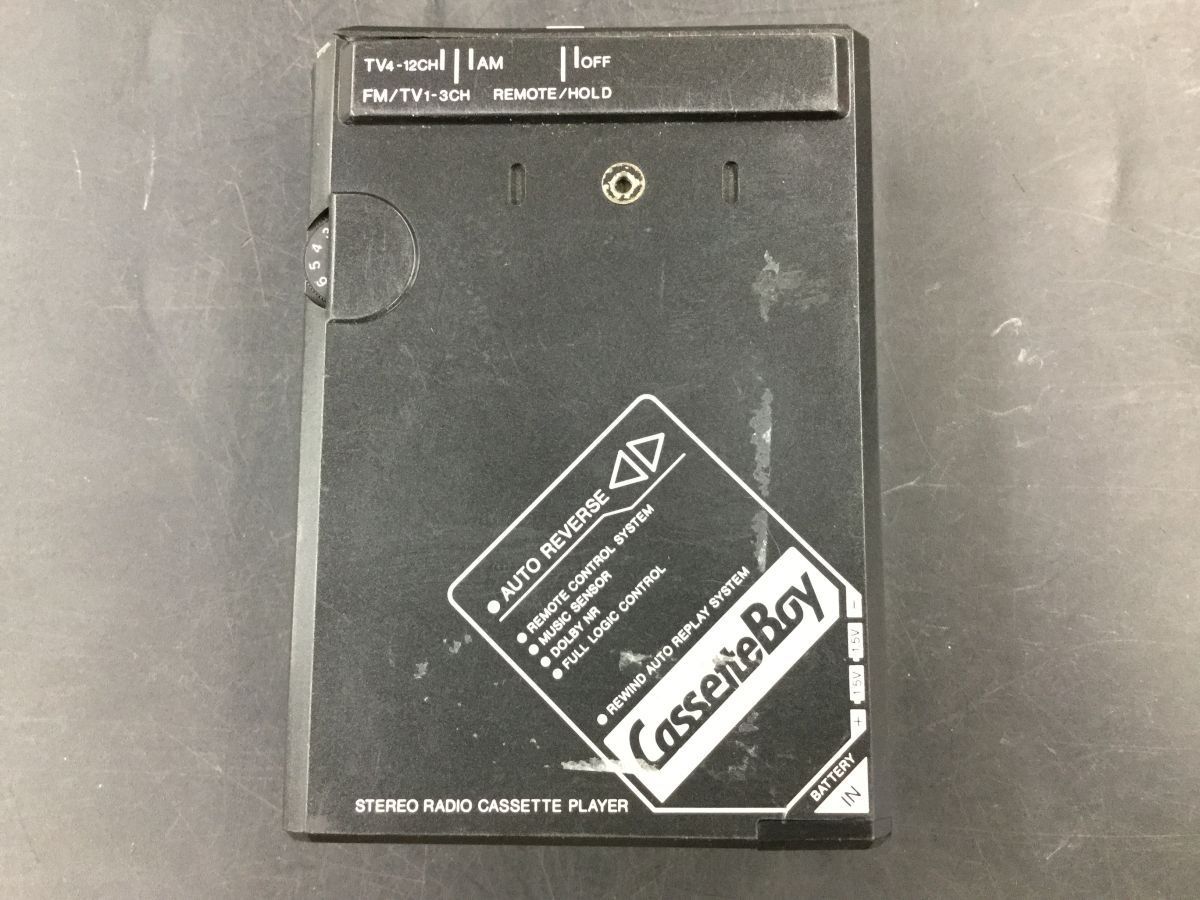 TV4-12CH AM OFF
FM/TV1-3CH REMOTE/HOLD
6 5 4 3
● AUTO REVERSE
● REMOTE CONTROL SYSTEM
● MUSIC SENSOR
● DOLBY NR
● FULL LOGIC CONTROL
● REWIND AUTO REPLAY SYSTEM
CassetteBoy
- 1.5V 1.5V +
BATTERY
IN
STEREO RADIO CASSETTE PLAYER